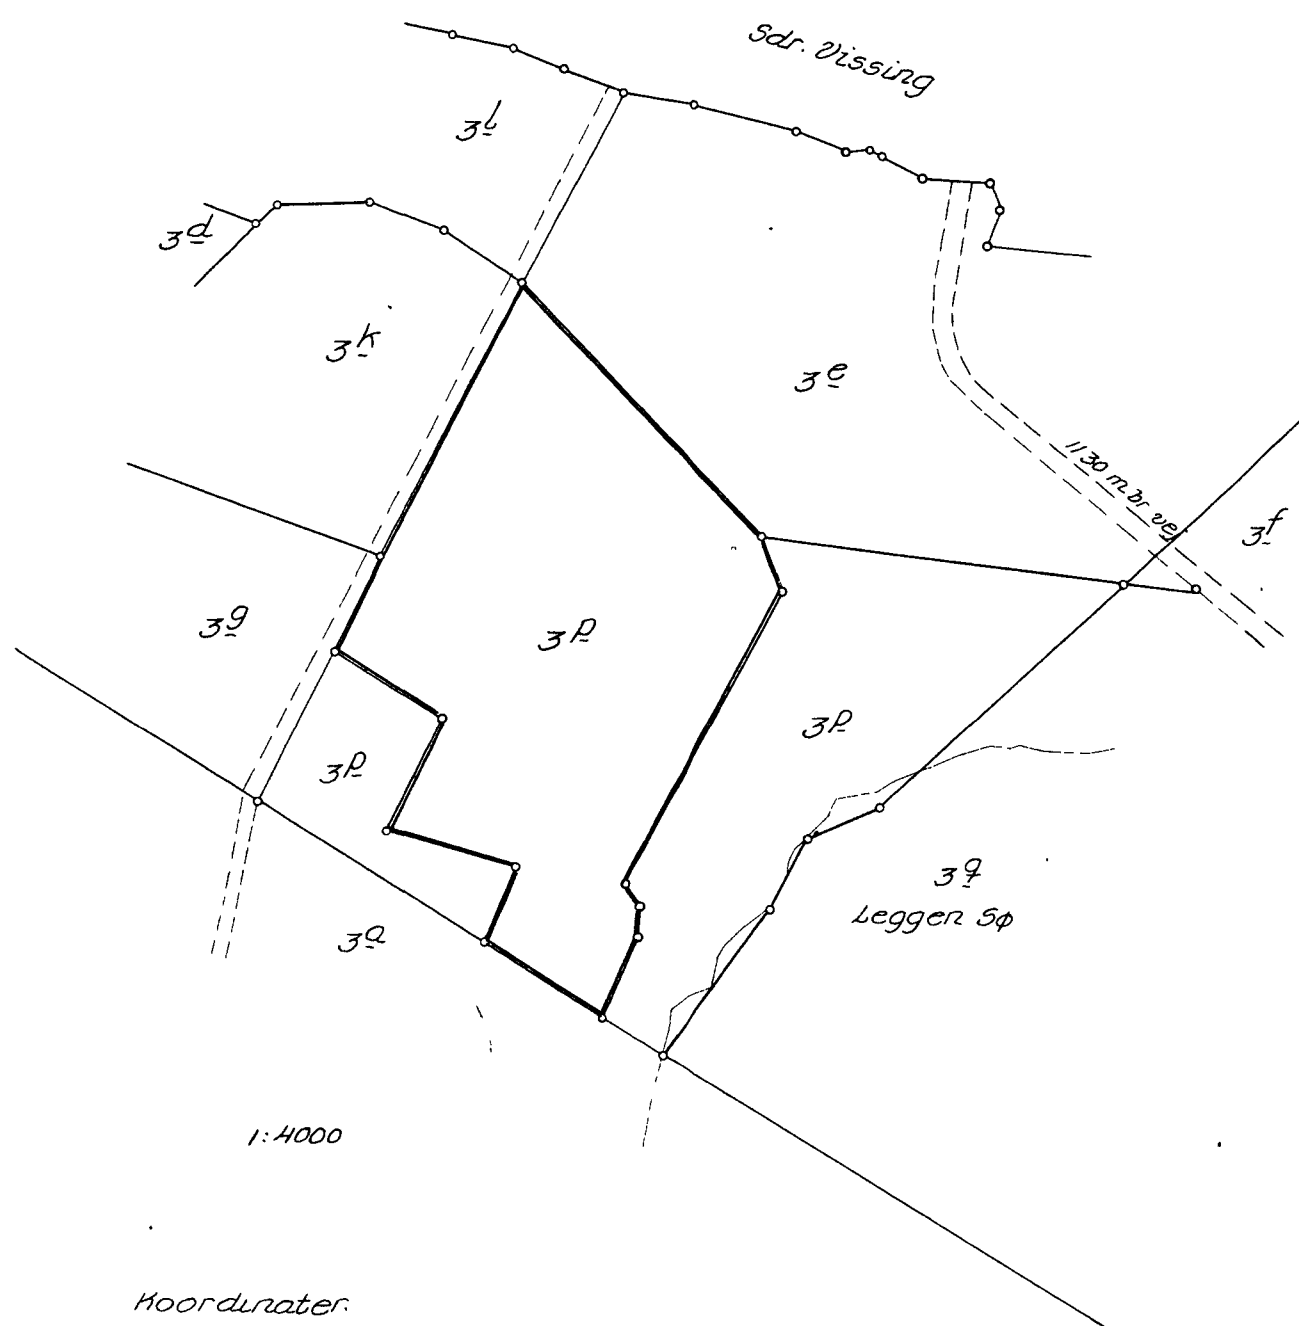 Sdr. Vissing
3l
3d
3k
3e
1130 m br vej
3f
3g
3p
3p
3p
3q
Leggen Sø
3a
1:4000
Koordinater.